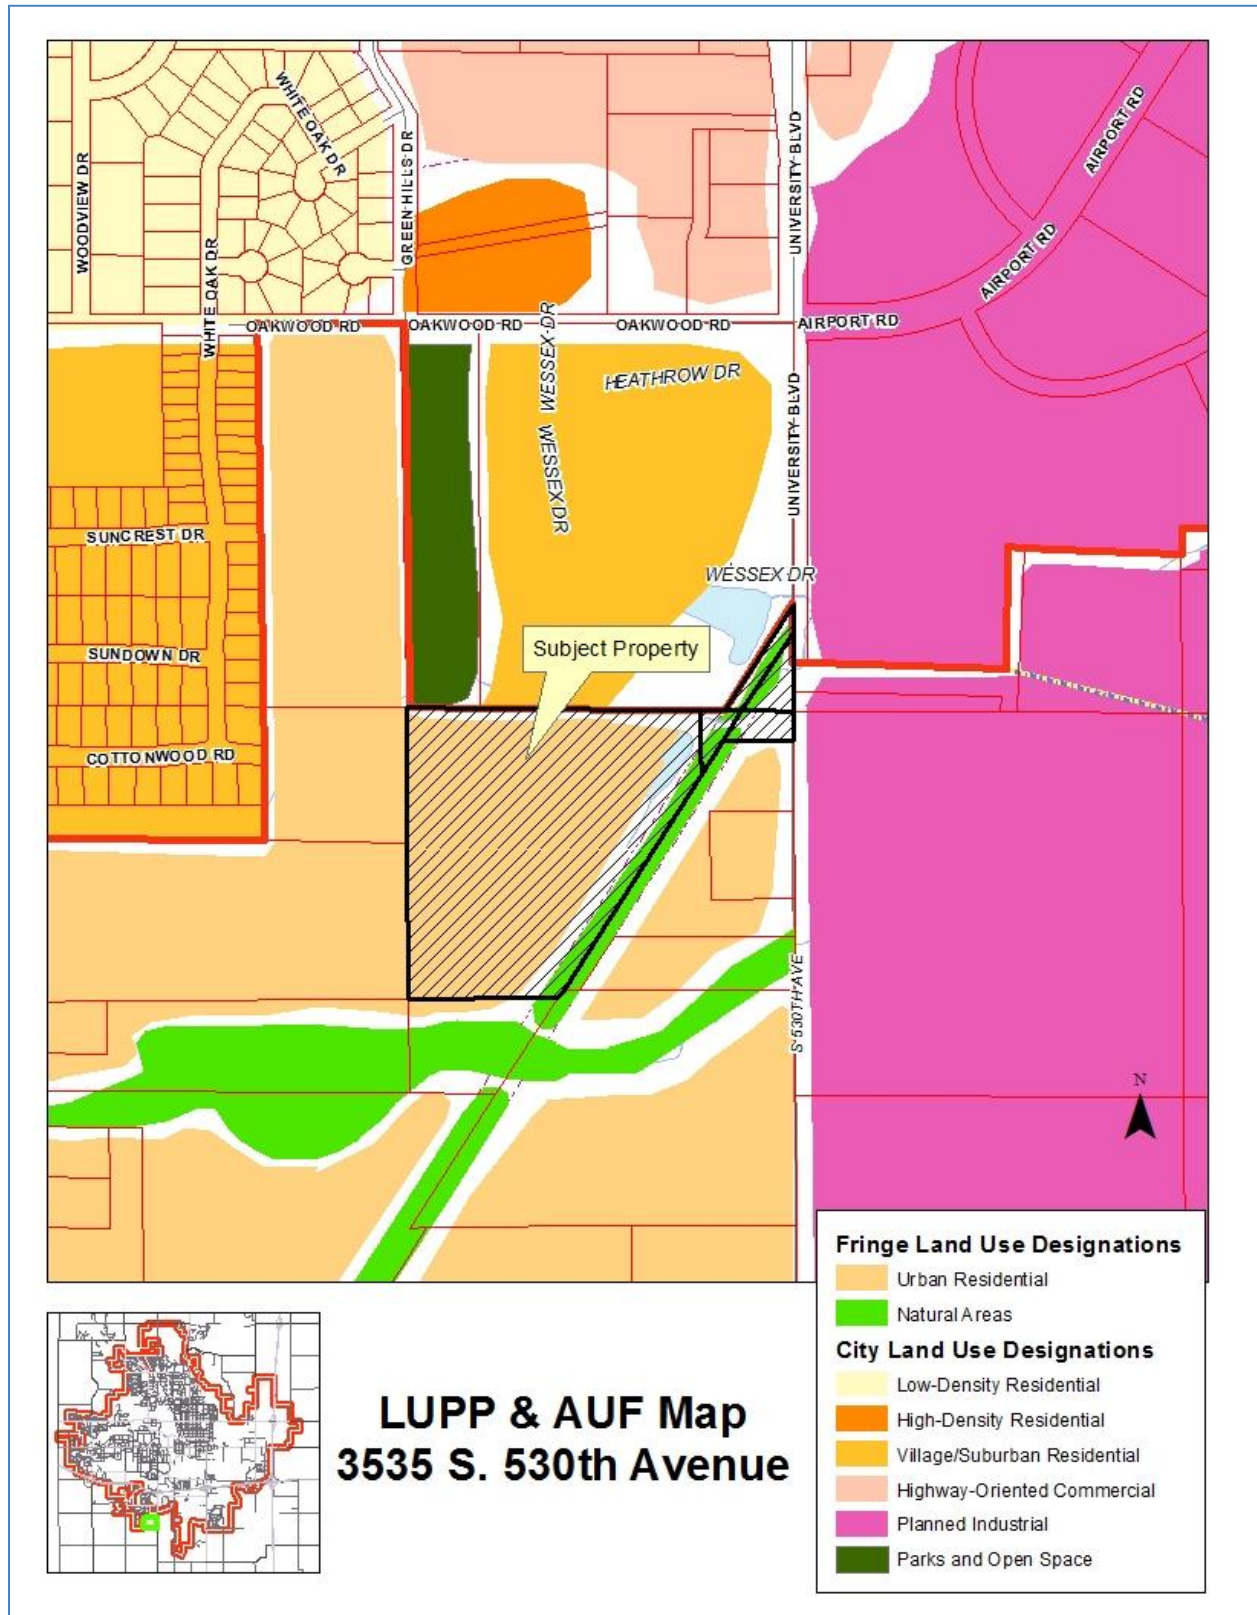 WHITE OAK DR
WOODVIEW DR
GREEN HILLS DR
UNIVERSITY BLVD
AIRPORT RD
WHITE OAK DR
AIRPORT RD
OAKWOOD RD
OAKWOOD RD
OAKWOOD RD
AIRPORT RD
WESSEX DR
WESSEX DR
HEATHROW DR
UNIVERSITY BLVD
SUNCREST DR
WESSEX DR
SUNDOWN DR
Subject Property
COTTONWOOD RD
S 530TH AVE
N
Fringe Land Use Designations
Urban Residential
Natural Areas
City Land Use Designations
Low-Density Residential
High-Density Residential
Village/Suburban Residential
Highway-Oriented Commercial
Planned Industrial
Parks and Open Space
LUPP & AUF Map
3535 S. 530th Avenue